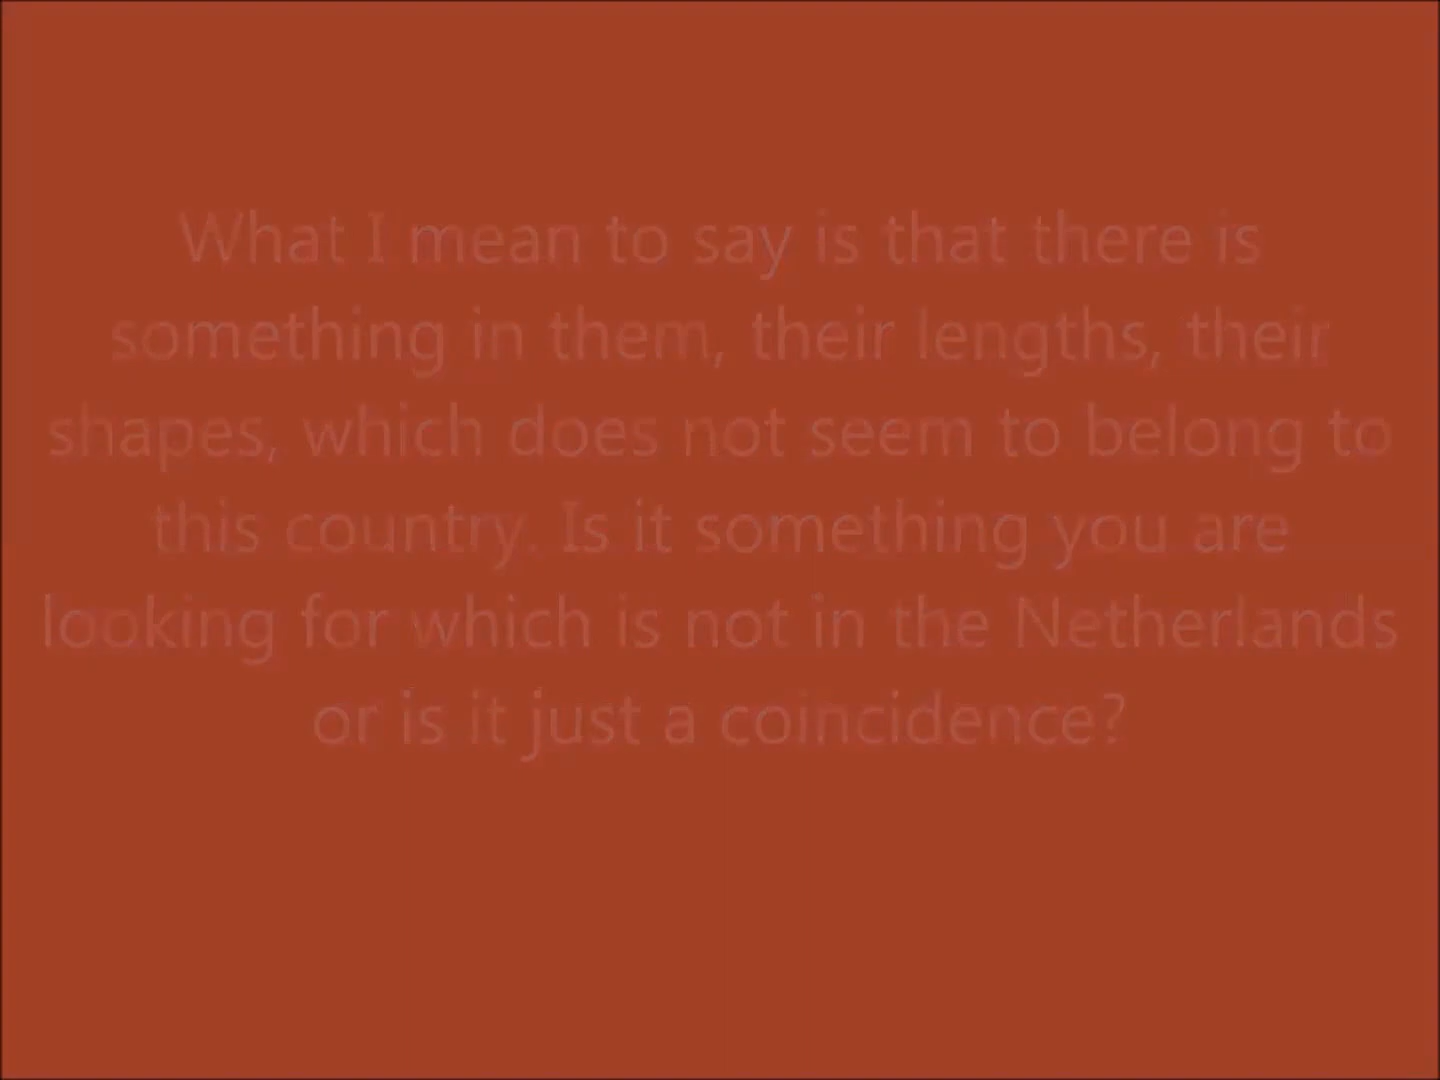 What I mean to say is that there is
something in them, their lengths, their
shapes, which does not seem to belong to
this country. Is it something you are
looking for which is not in the Netherlands
or is it just a coincidence?